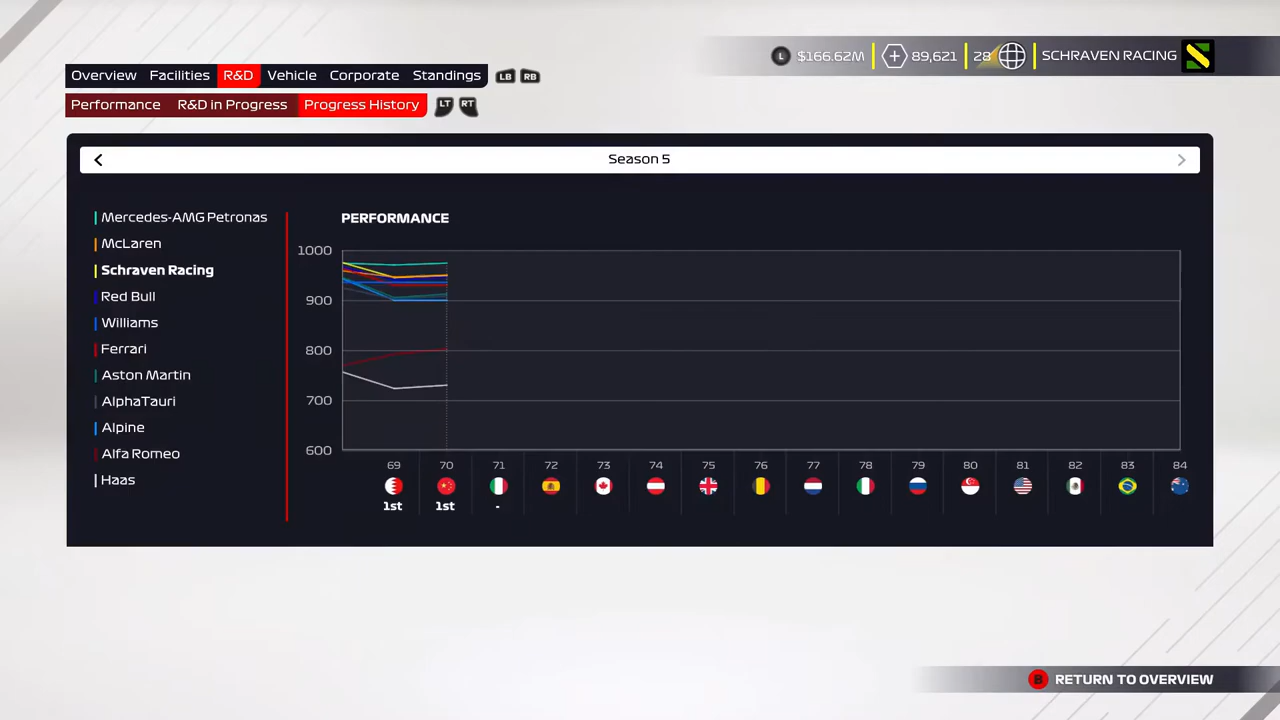 L $166.62M 89,621 28 SCHRAVEN RACING
Overview Facilities R&D Vehicle Corporate Standings LB RB
Performance R&D in Progress Progress History LT RT
Season 5
Mercedes-AMG Petronas
McLaren
Schraven Racing
Red Bull
Williams
Ferrari
Aston Martin
AlphaTauri
Alpine
Alfa Romeo
Haas
PERFORMANCE
1000
900
800
700
600
69 70 71 72 73 74 75 76 77 78 79 80 81 82 83 84
1st 1st -
B RETURN TO OVERVIEW